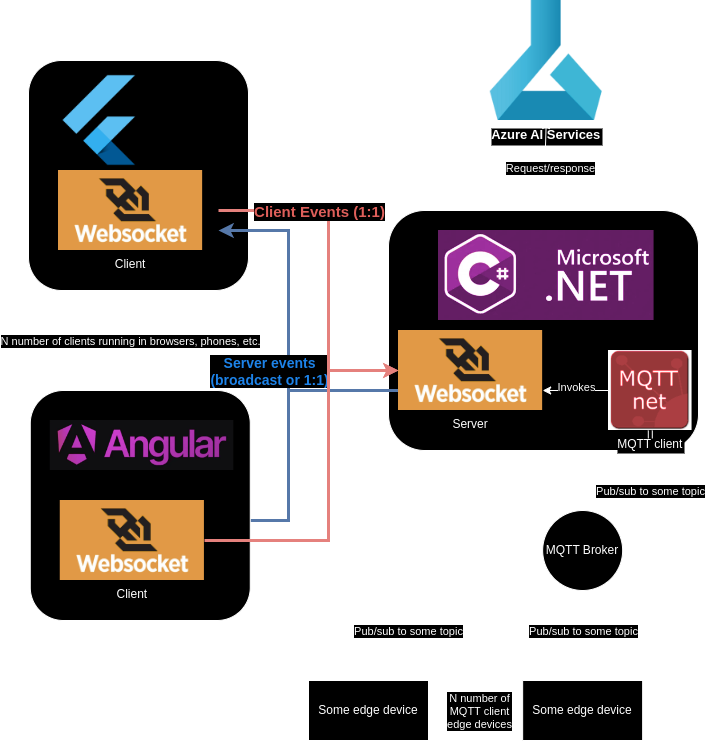 Azure AI Services
Request/response
Websocket
Client
Client Events (1:1)
Microsoft
.NET
C#
N number of clients running in browsers, phones, etc.
Server events
(broadcast or 1:1)
Websocket
Server
Invokes
MQTT
net
MQTT client
Angular
Websocket
Client
Pub/sub to some topic
MQTT Broker
Pub/sub to some topic
Pub/sub to some topic
Some edge device
N number of
MQTT client
edge devices
Some edge device